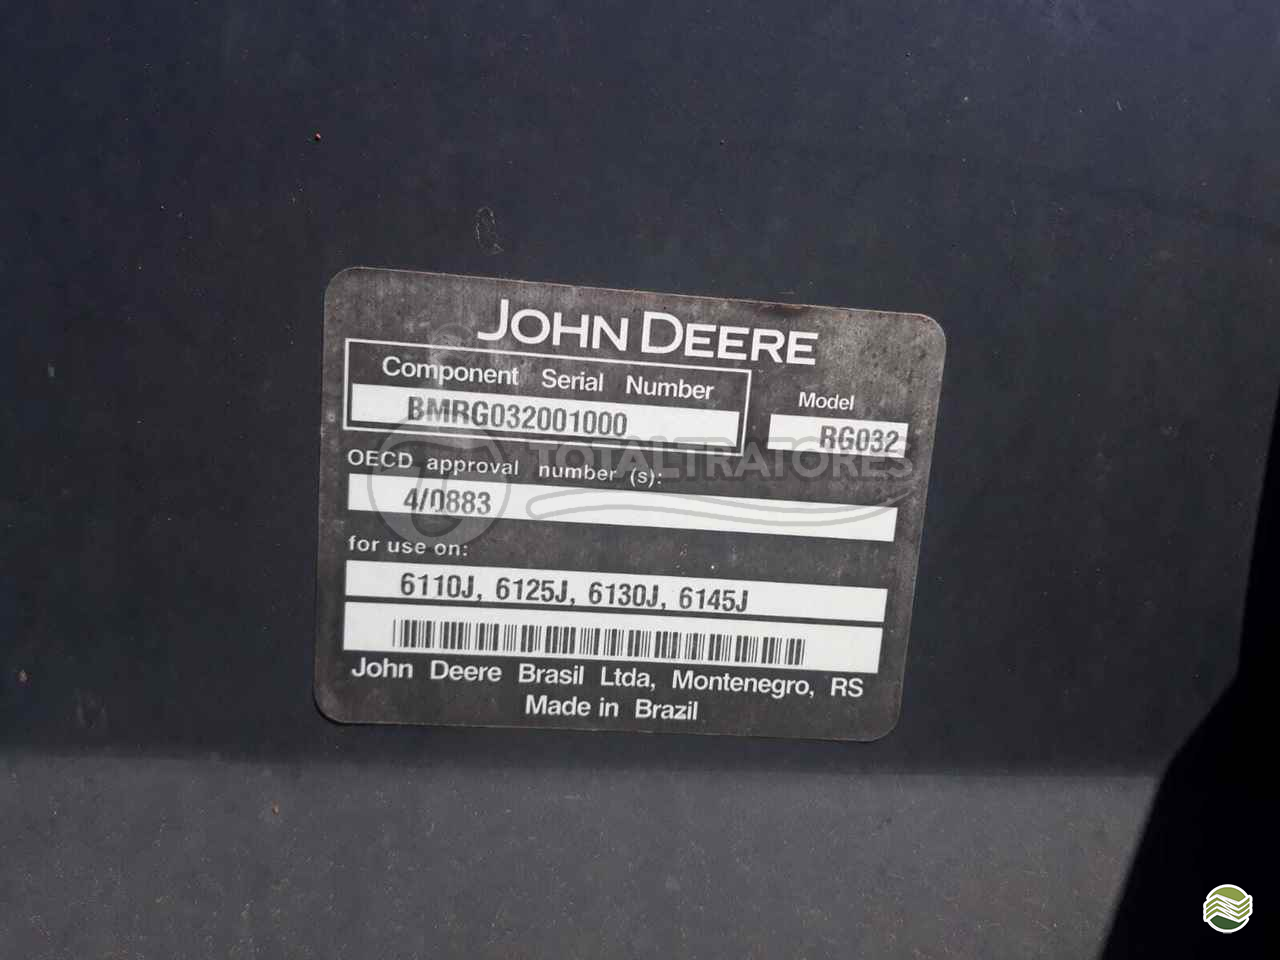 JOHN DEERE
Component Serial Number
BMRG032001000
Model
RG032
OECD approval number (s):
4/0883
for use on:
6110J, 6125J, 6130J, 6145J
John Deere Brasil Ltda, Montenegro, RS
Made in Brazil
TOTALTRATORES